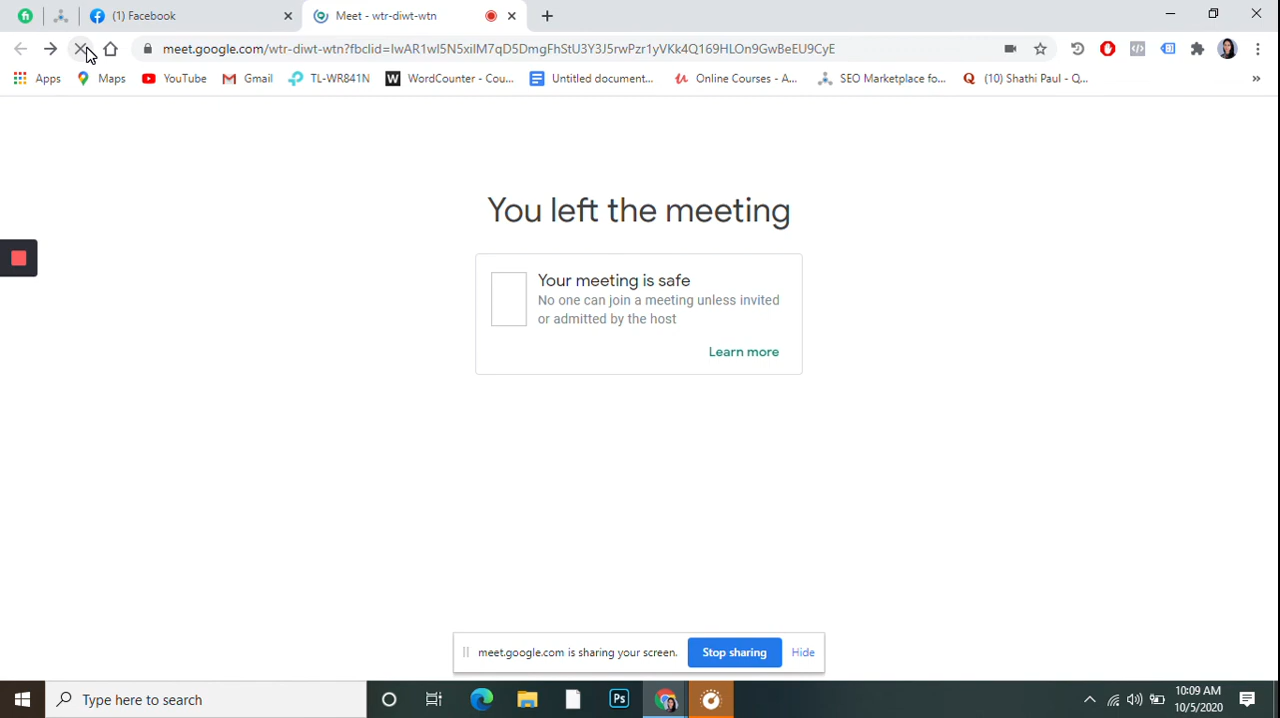 (1) Facebook
Meet - wtr-diwt-wtn
meet.google.com/wtr-diwt-wtn?fbclid=IwAR1wI5N5xiIM7qD5DmgFhStU3Y3J5rwPzr1yVKk4Q169HLOn9GwBeEU9CyE
Apps
Maps
YouTube
Gmail
TL-WR841N
W WordCounter - Cou...
Untitled document...
Online Courses - A...
SEO Marketplace fo...
(10) Shathi Paul - Q...
You left the meeting
Your meeting is safe
No one can join a meeting unless invited
or admitted by the host
Learn more
meet.google.com is sharing your screen.
Stop sharing
Hide
Type here to search
Ps
10:09 AM
10/5/2020